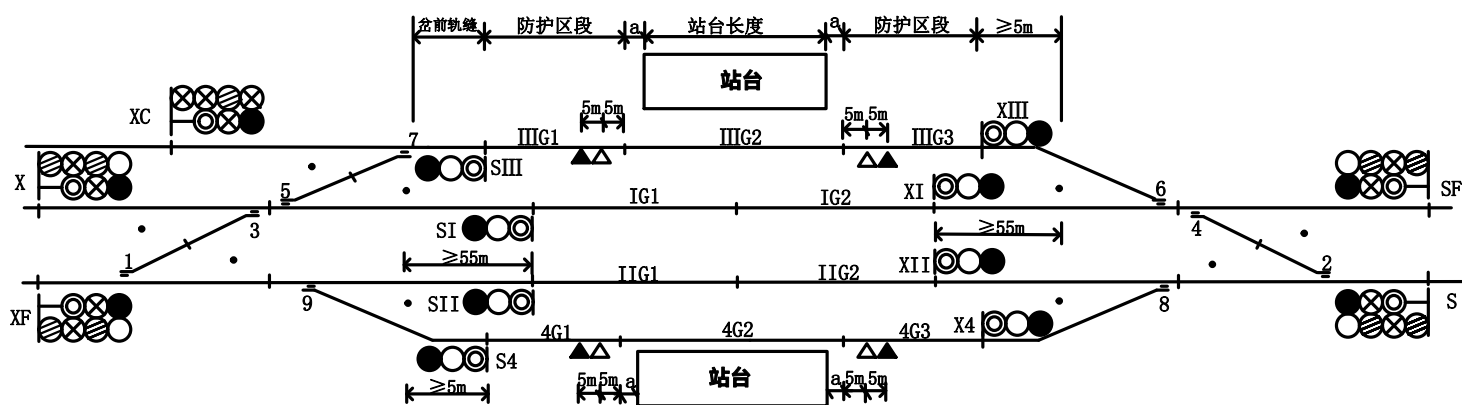 岔前轨缝 防护区段 a 站台长度 a 防护区段 ≥5m
站台
XC
5m 5m
5m 5m
XIII
7
IIIG1 IIIG2 IIIG3
X
SIII
5
XI
6
SF
IG1 IG2
3
SI
4
≥55m
≥55m
1
XII
2
IIG1 IIG2
9
SII
8
XF
S
4G1 4G2 4G3
X4
S4
站台
≥5m
5m 5m a
a 5m 5m